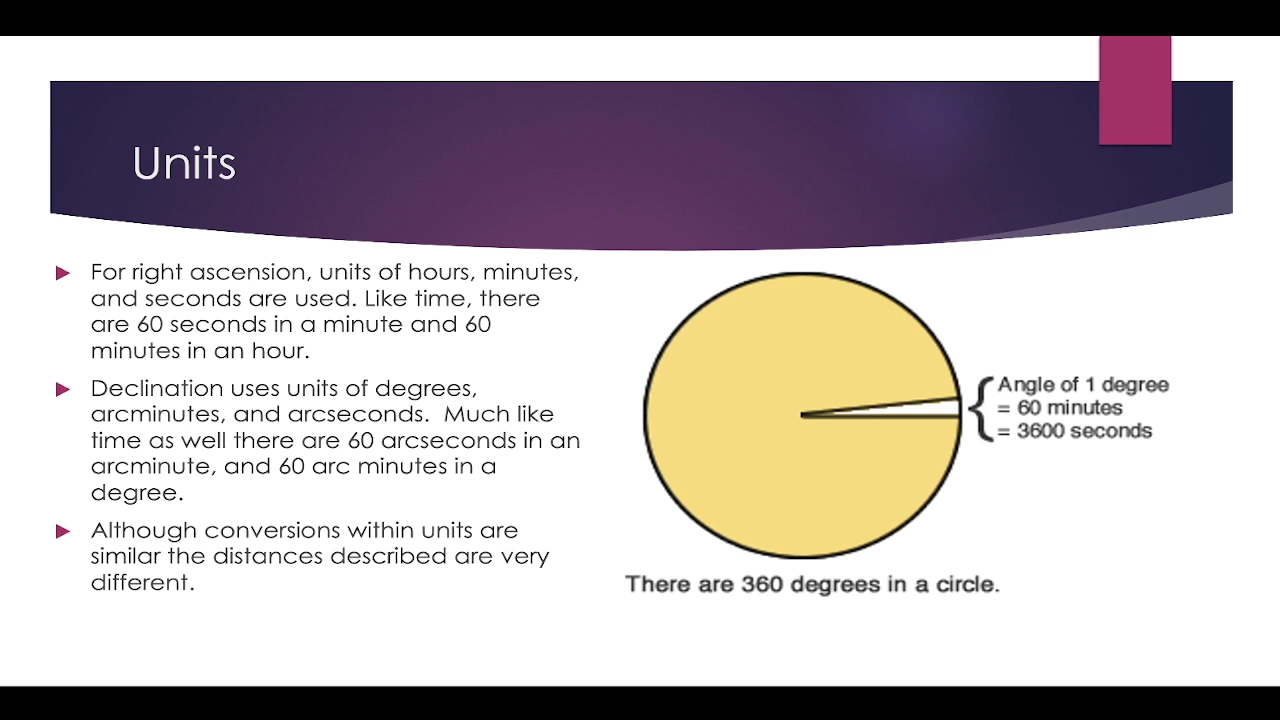 Units
For right ascension, units of hours, minutes,
and seconds are used. Like time, there
are 60 seconds in a minute and 60
minutes in an hour.
Declination uses units of degrees,
arcminutes, and arcseconds.  Much like
time as well there are 60 arcseconds in an
arcminute, and 60 arc minutes in a
degree.
Although conversions within units are
similar the distances described are very
different.
Angle of 1 degree
= 60 minutes
= 3600 seconds
There are 360 degrees in a circle.